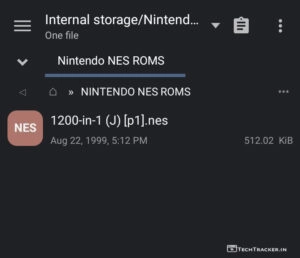 Internal storage/Nintend...
One file
Nintendo NES ROMS
» NINTENDO NES ROMS
NES
1200-in-1 (J) [p1].nes
Aug 22, 1999, 5:12 PM 512.02 KiB
TECHTRACKER.IN